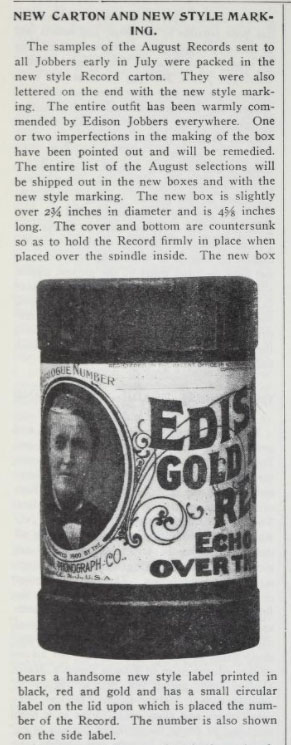 NEW CARTON AND NEW STYLE MARK-
ING.
The samples of the August Records sent to
all Jobbers early in July were packed in the
new style Record carton. They were also
lettered on the end with the new style mark-
ing. The entire outfit has been warmly com-
mended by Edison Jobbers everywhere. One
or two imperfections in the making of the box
have been pointed out and will be remedied.
The entire list of the August selections will
be shipped out in the new boxes and with the
new style marking. The new box is slightly
over 2¾ inches in diameter and is 4⅝ inches
long. The cover and bottom are countersunk
so as to hold the Record firmly in place when
placed over the spindle inside. The new box
NUMBER
EDIS
GOLD
RE
ECHO
OVER TH
1900 BY THE
PHONOGRAPH CO.
N.J., U.S.A.
bears a handsome new style label printed in
black, red and gold and has a small circular
label on the lid upon which is placed the num-
ber of the Record. The number is also shown
on the side label.